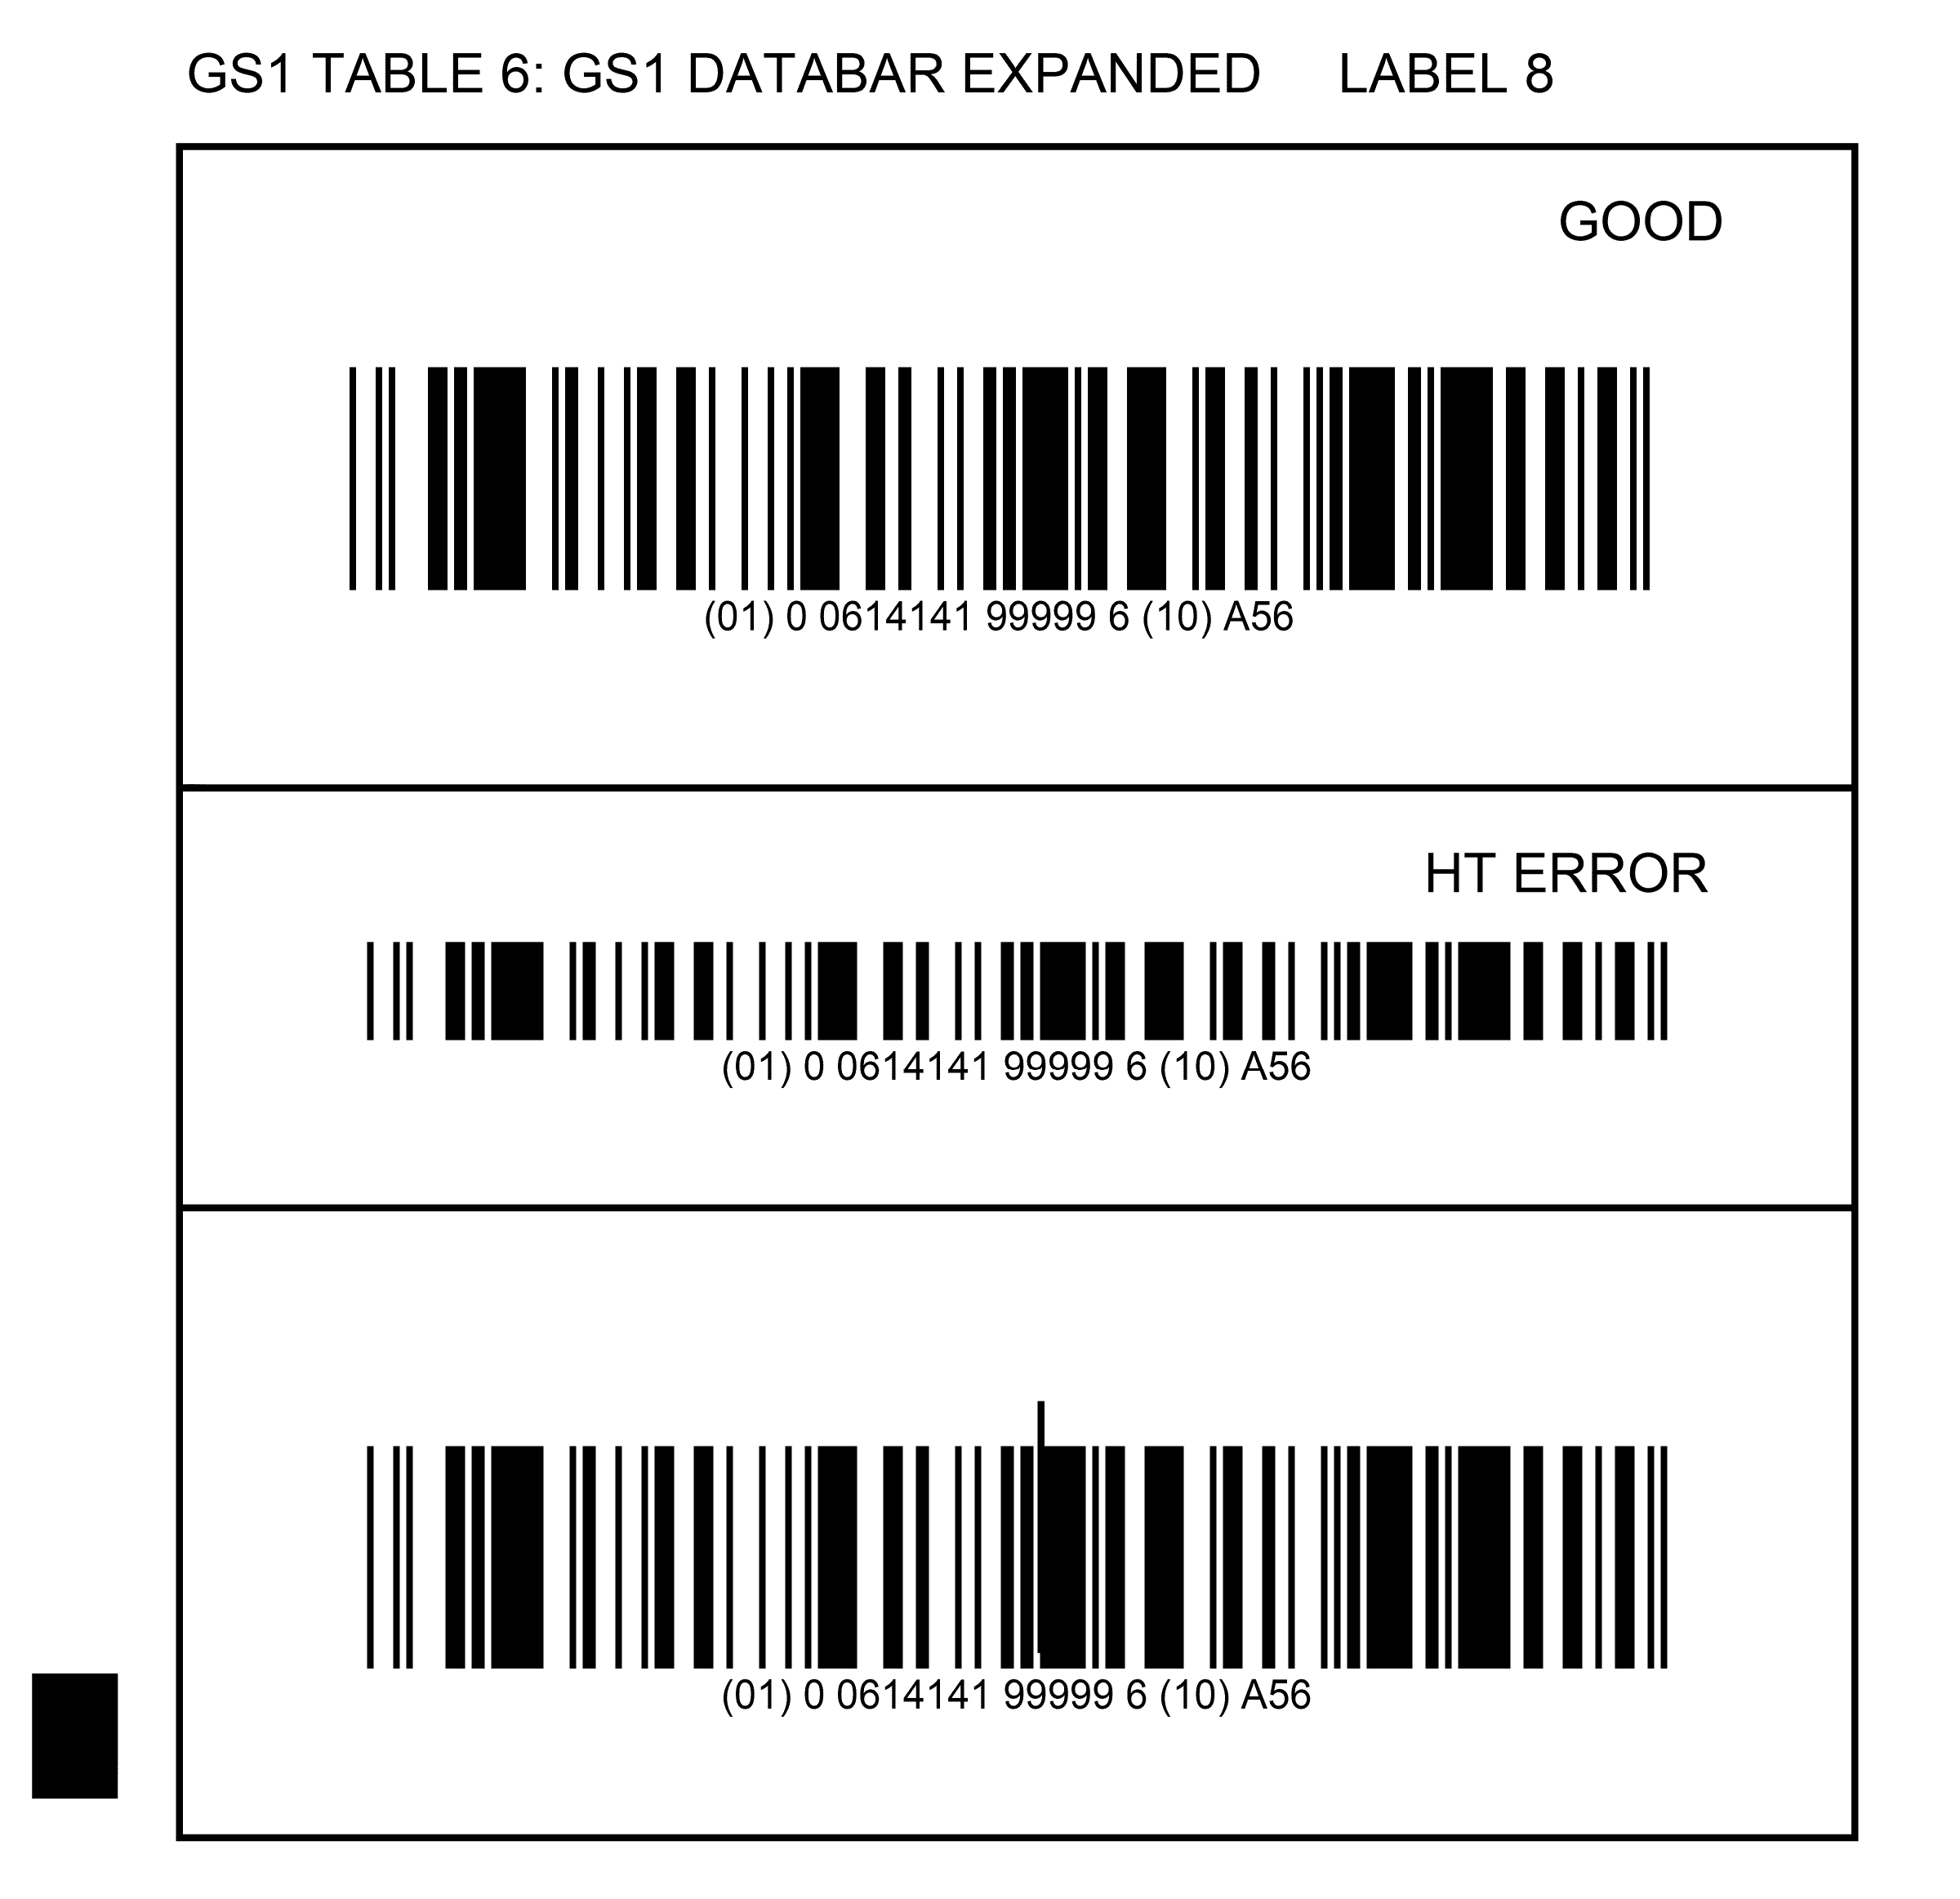 GS1 TABLE 6: GS1 DATABAR EXPANDED LABEL 8
GOOD
(01) 0 0614141 99999 6 (10) A56
HT ERROR
(01) 0 0614141 99999 6 (10) A56
(01) 0 0614141 99999 6 (10) A56